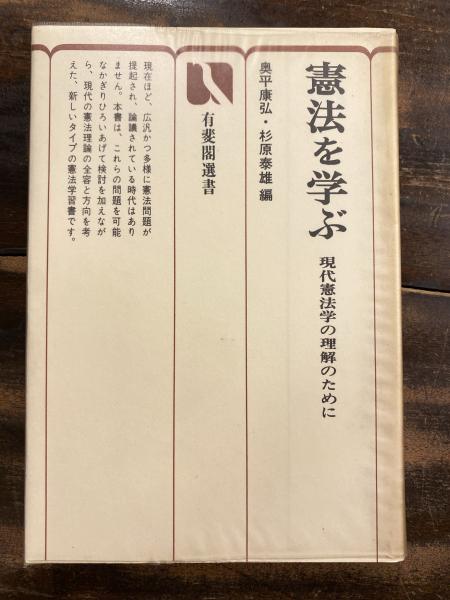 憲法を学ぶ
現代憲法学の理解のために
奥平康弘・杉原泰雄 編
有斐閣選書
現在ほど、広汎かつ多様に憲法問題が
提起され、論議されている時代はあり
ません。本書は、これらの問題を可能
なかぎりひろいあげて検討を加えなが
ら、現代の憲法理論の全容と方向を考
えた、新しいタイプの憲法学習書です。